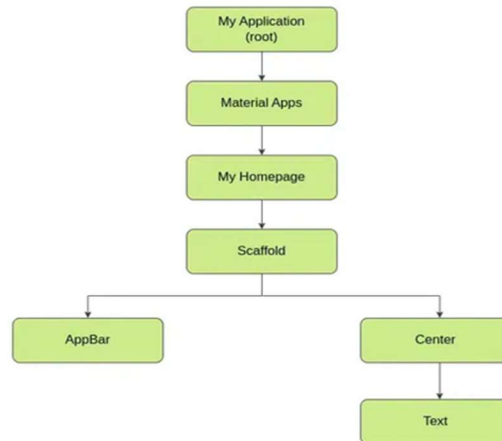 My Application
(root)
Material Apps
My Homepage
Scaffold
AppBar
Center
Text